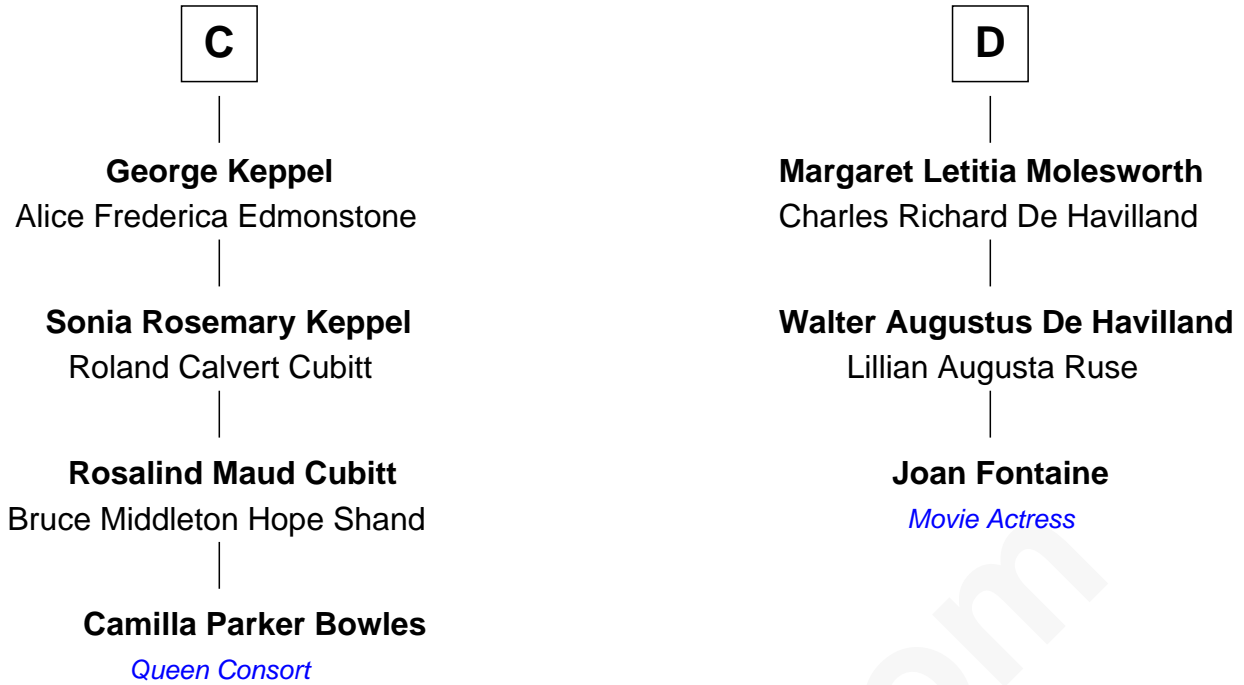 C
George Keppel
Alice Frederica Edmonstone
Sonia Rosemary Keppel
Roland Calvert Cubitt
Rosalind Maud Cubitt
Bruce Middleton Hope Shand
Camilla Parker Bowles
Queen Consort
D
Margaret Letitia Molesworth
Charles Richard De Havilland
Walter Augustus De Havilland
Lillian Augusta Ruse
Joan Fontaine
Movie Actress
om